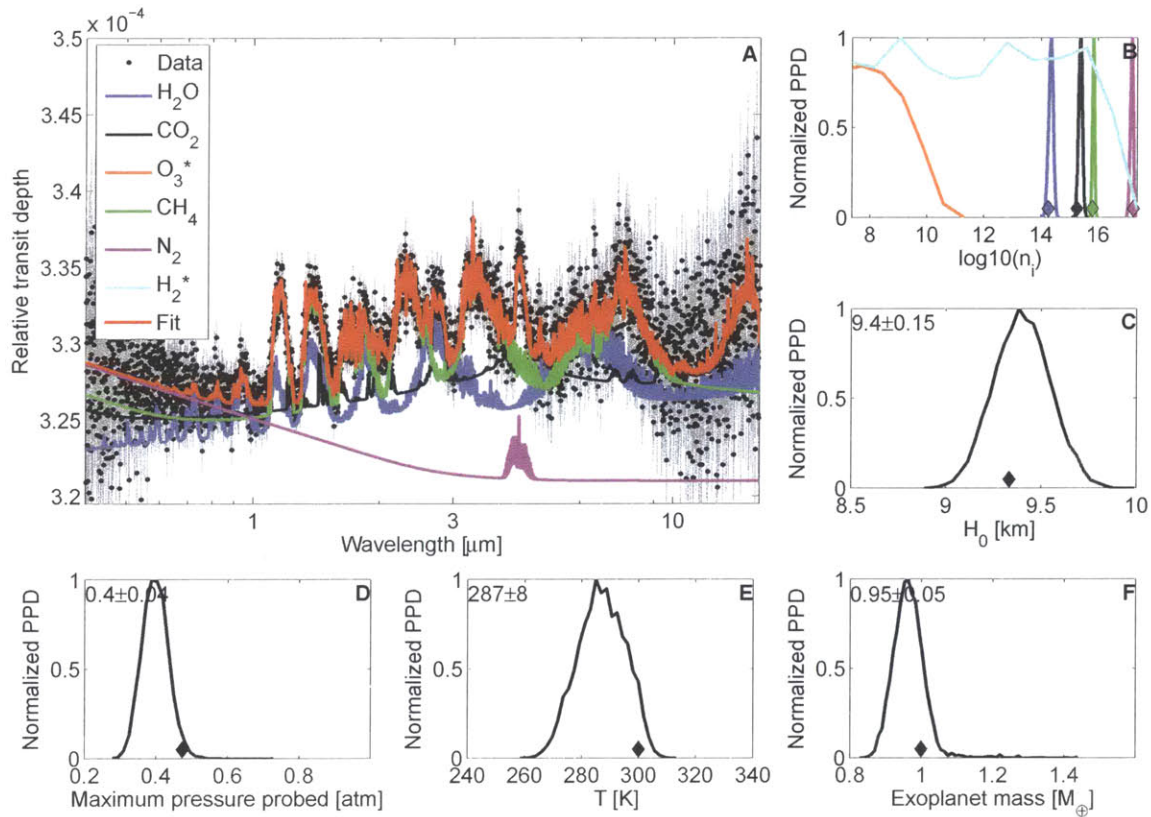 × 10⁻⁴
3.5
3.45
3.4
3.35
3.3
3.25
3.2
Relative transit depth
A
Data
H₂O
CO₂
O₃*
CH₄
N₂
H₂*
Fit
1
3
10
Wavelength [μm]
B
1
0.5
0
Normalized PPD
8
10
12
14
16
log10(nᵢ)
C
9.4±0.15
1
0.5
0
Normalized PPD
8.5
9
9.5
10
H₀ [km]
D
0.4±0.04
1
0.5
0
Normalized PPD
0.2
0.4
0.6
0.8
Maximum pressure probed [atm]
E
287±8
1
0.5
0
Normalized PPD
240
260
280
300
320
340
T [K]
F
0.95±0.05
1
0.5
0
Normalized PPD
0.8
1
1.2
1.4
Exoplanet mass [M⊕]